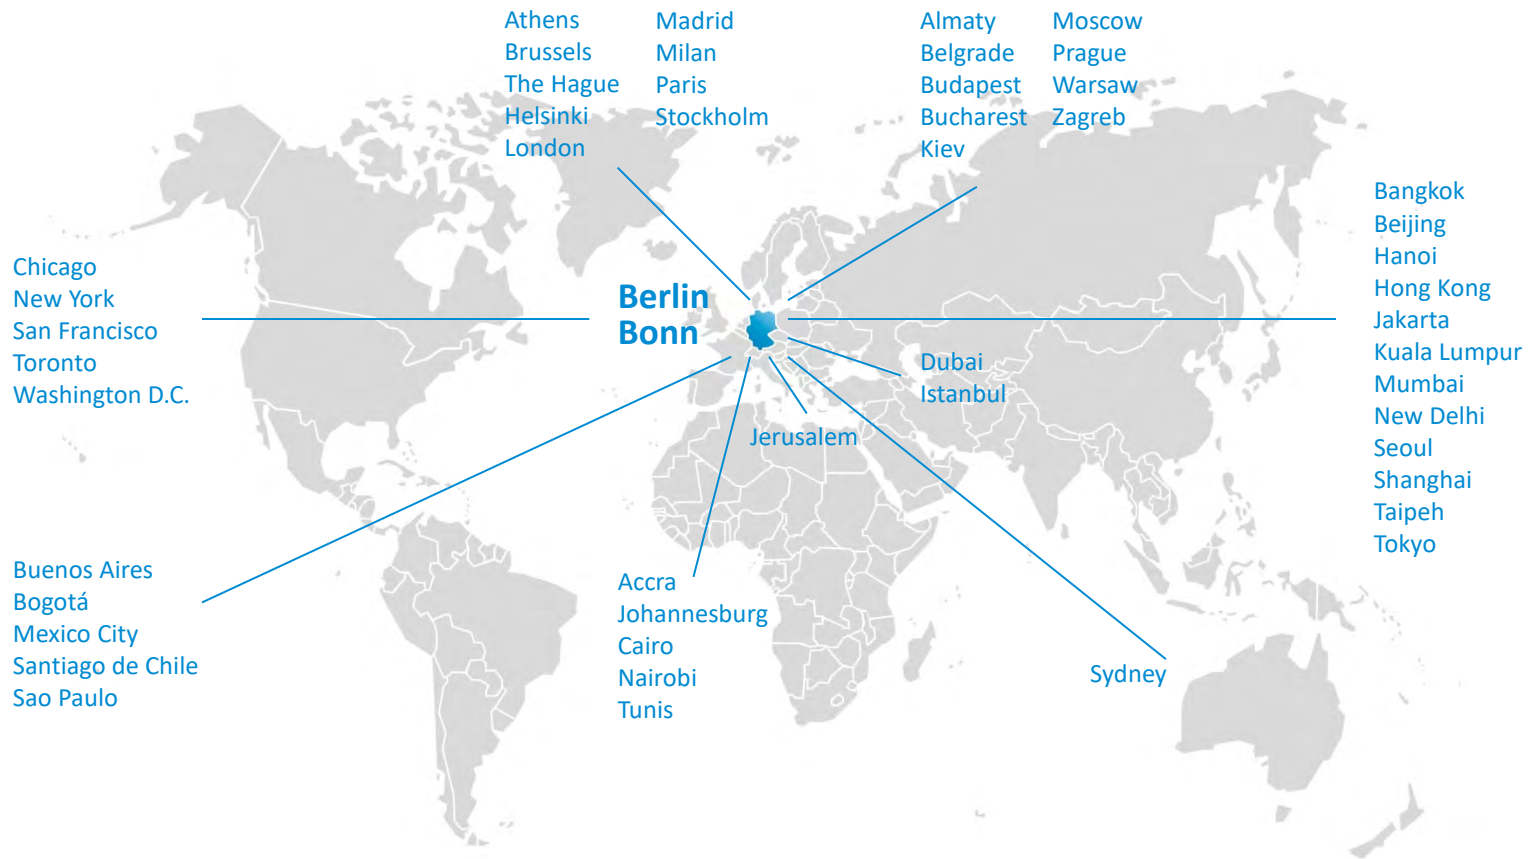 Athens
Brussels
The Hague
Helsinki
London
Madrid
Milan
Paris
Stockholm
Almaty
Belgrade
Budapest
Bucharest
Kiev
Moscow
Prague
Warsaw
Zagreb
Chicago
New York
San Francisco
Toronto
Washington D.C.
Berlin
Bonn
Bangkok
Beijing
Hanoi
Hong Kong
Jakarta
Kuala Lumpur
Mumbai
New Delhi
Seoul
Shanghai
Taipeh
Tokyo
Dubai
Istanbul
Jerusalem
Buenos Aires
Bogotá
Mexico City
Santiago de Chile
Sao Paulo
Accra
Johannesburg
Cairo
Nairobi
Tunis
Sydney